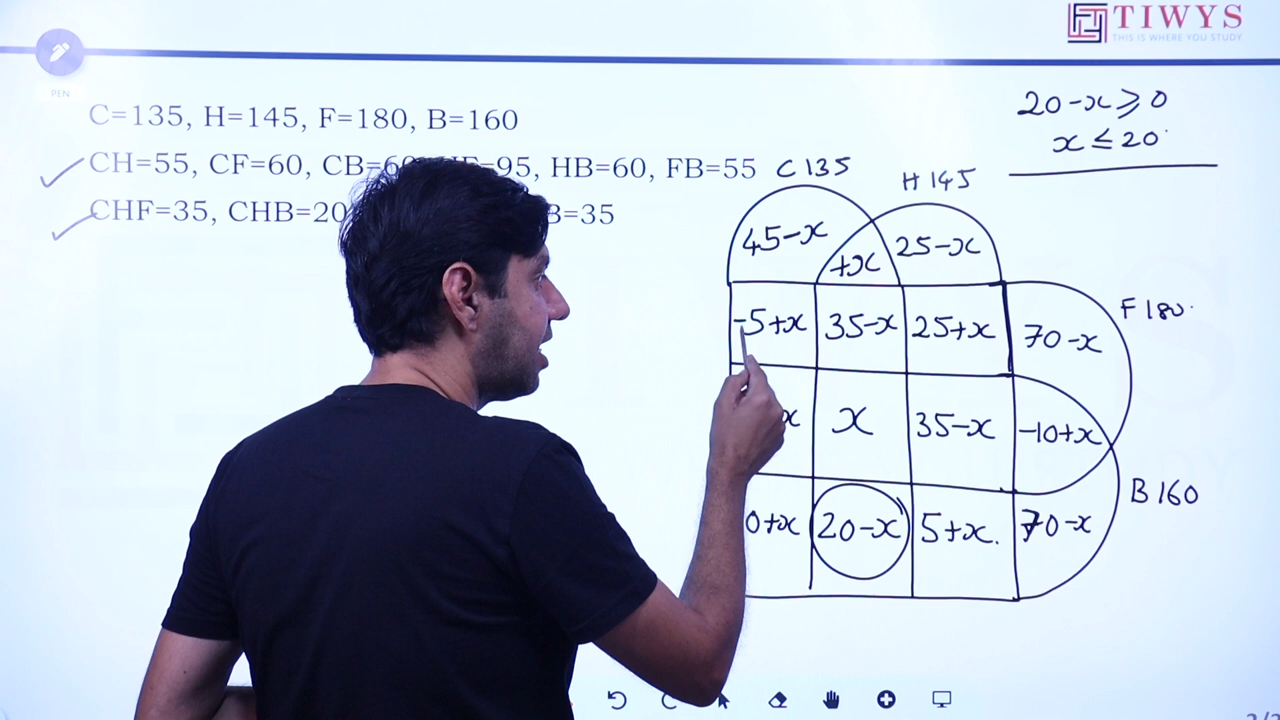 TIWYS
THIS IS WHERE YOU STUDY
PEN
C=135, H=145, F=180, B=160
CH=55, CF=60, CB=60 =95, HB=60, FB=55
CHF=35, CHB=20 B=35
20-x ≥ 0
x ≤ 20
C 135
H 145
45-x
+x
25-x
-5+x
35-x
25+x
70-x
F 180
x
x
35-x
-10+x
B 160
0+x
20-x
5+x
70-x